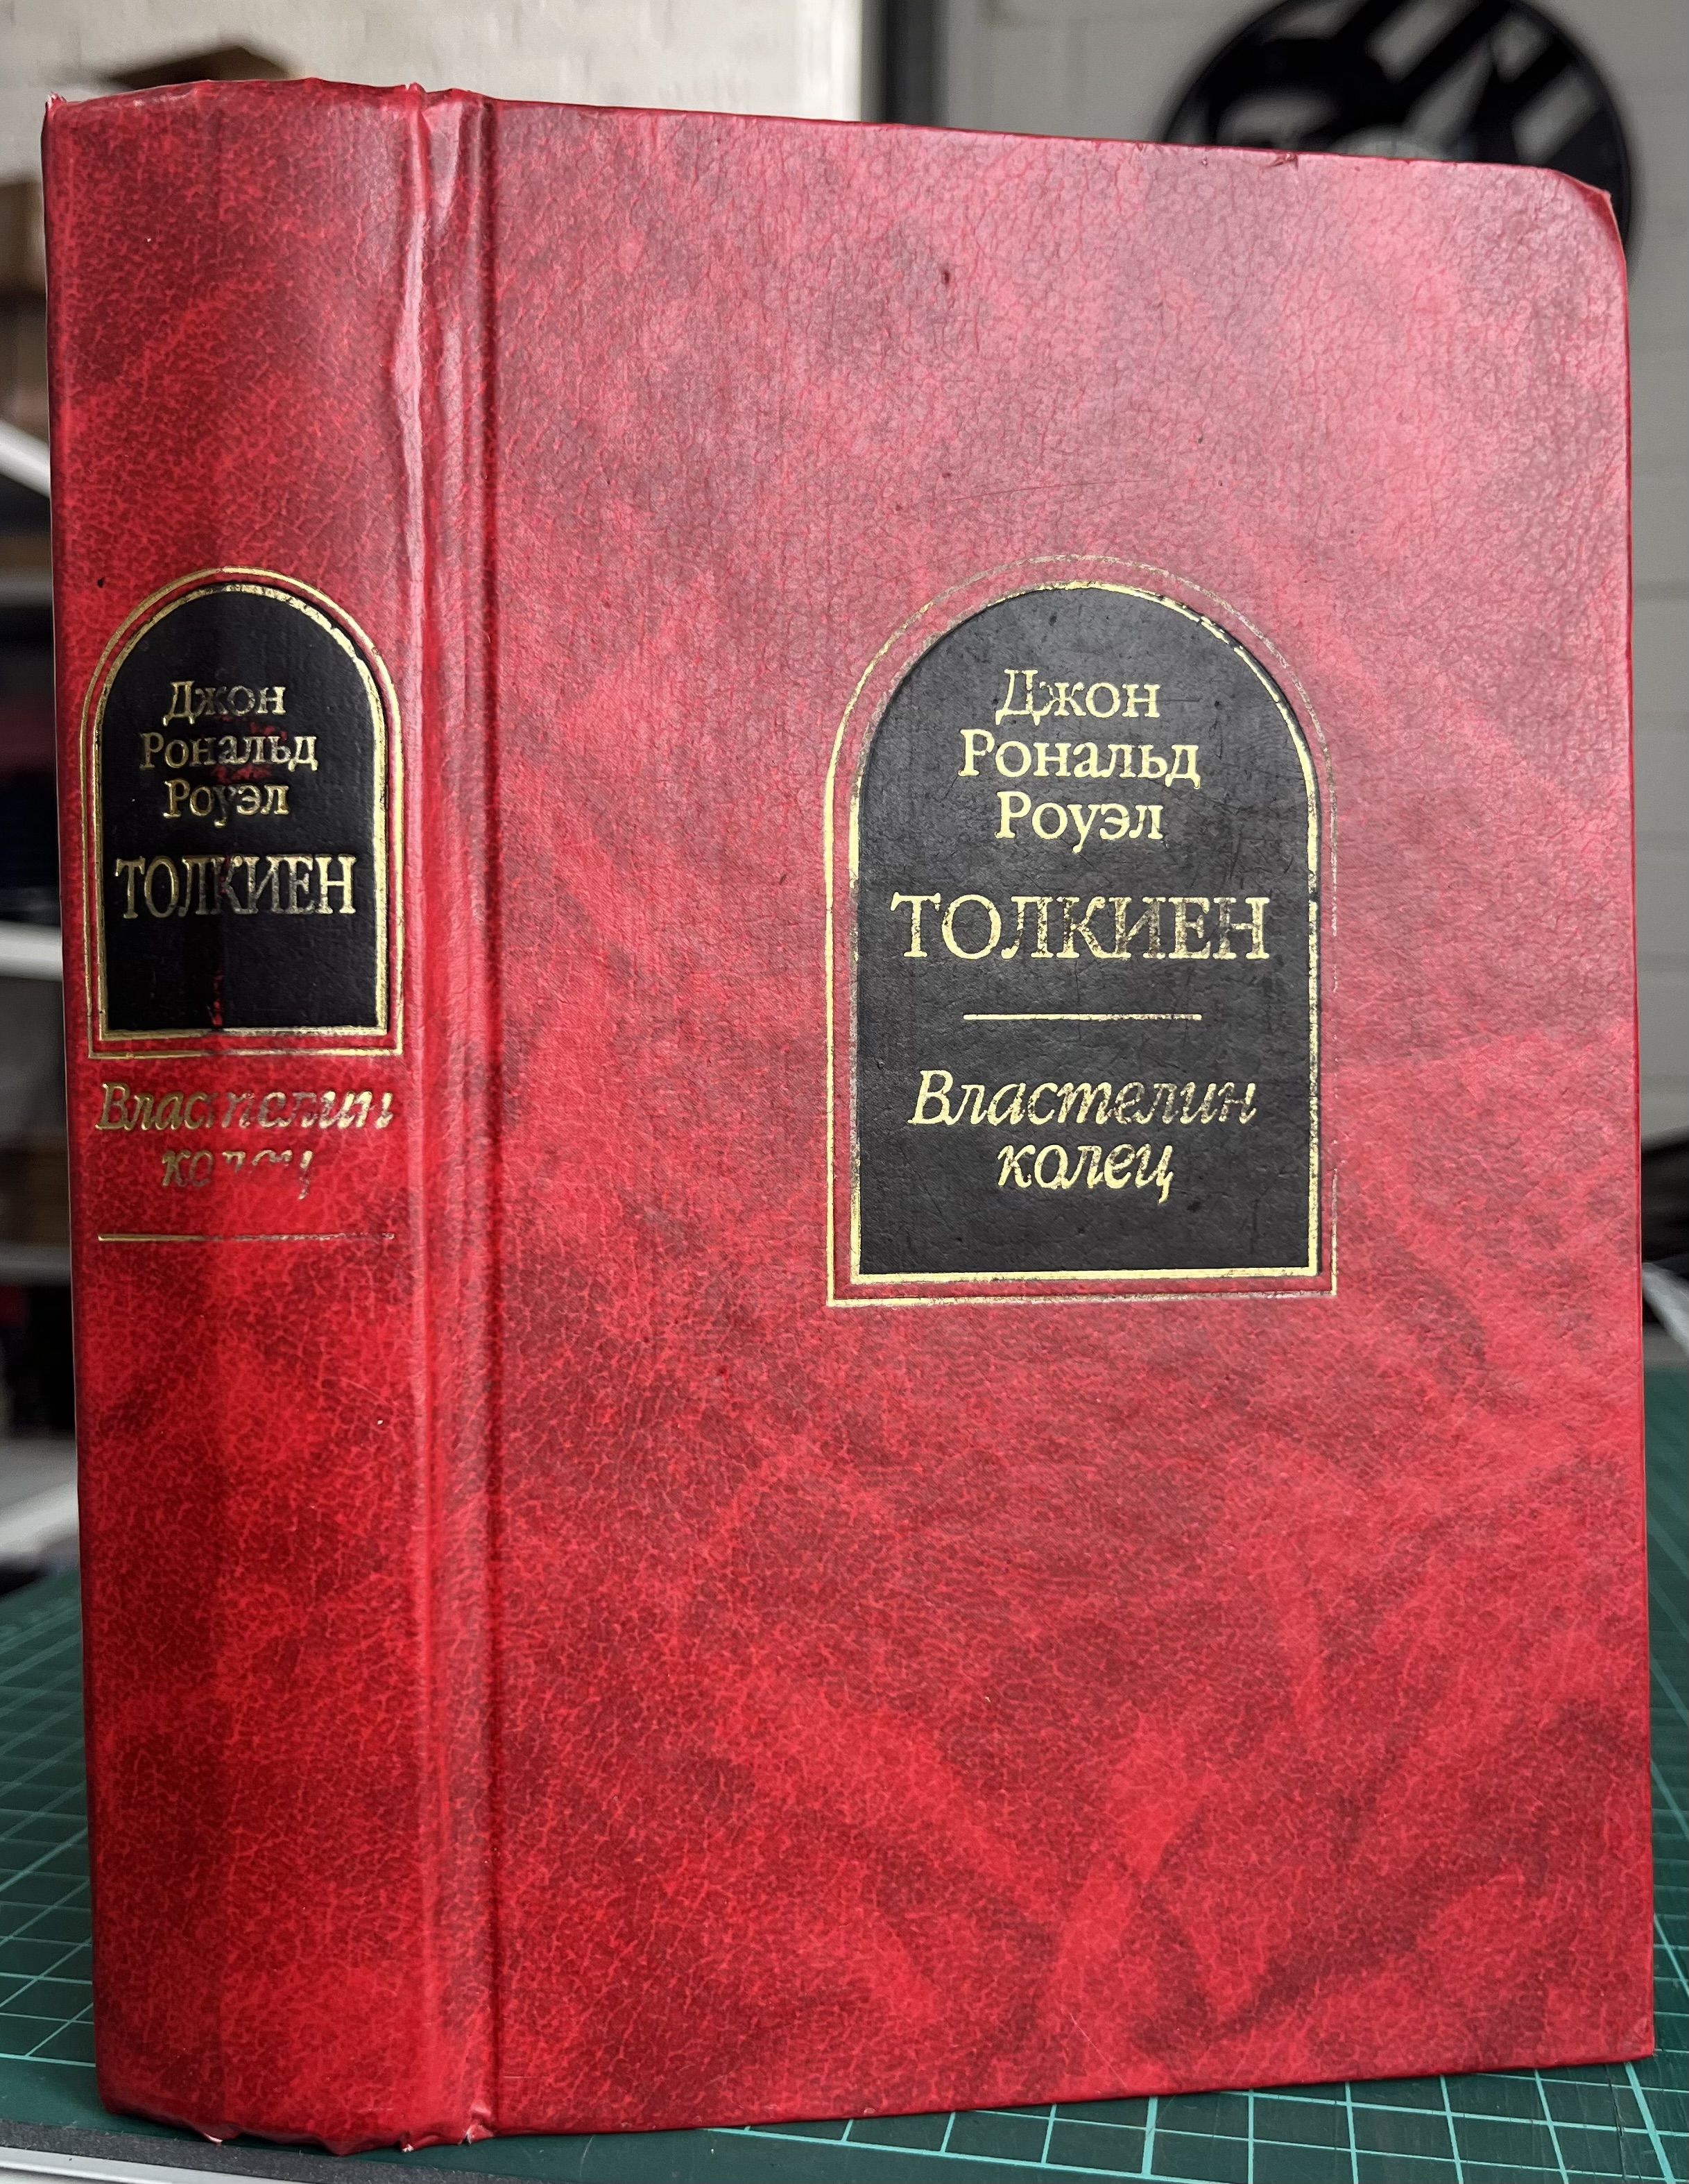 Джон
Рональд
Роуэл
ТОЛКИЕН
Властелин
колец
Джон
Рональд
Роуэл
ТОЛКИЕН
Властелин
колец